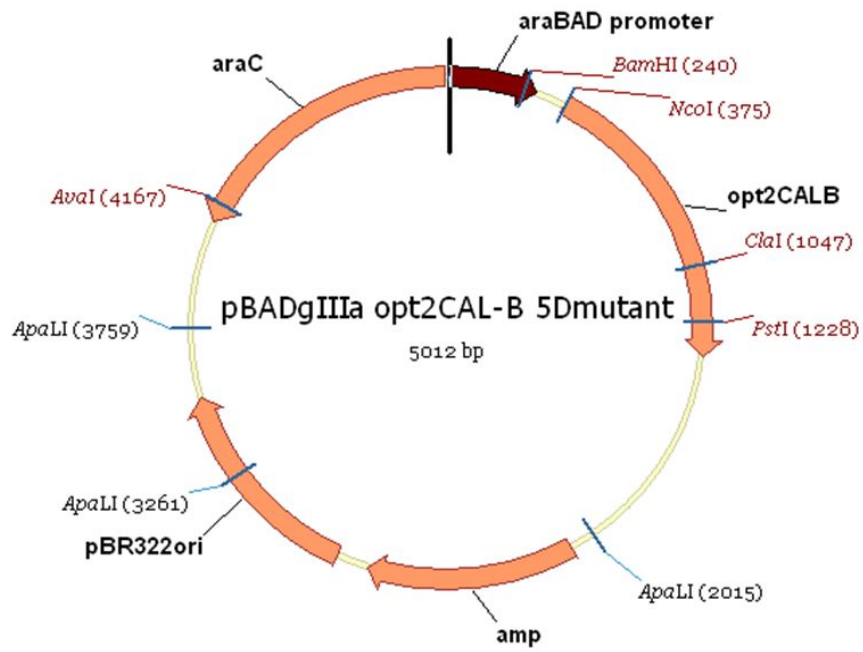 araBAD promoter
araC
BamHI (240)
NcoI (375)
AvaI (4167)
opt2CALB
ClaI (1047)
pBADgIIIa opt2CAL-B 5Dmutant
ApaLI (3759)
PstI (1228)
5012 bp
ApaLI (3261)
pBR322ori
ApaLI (2015)
amp